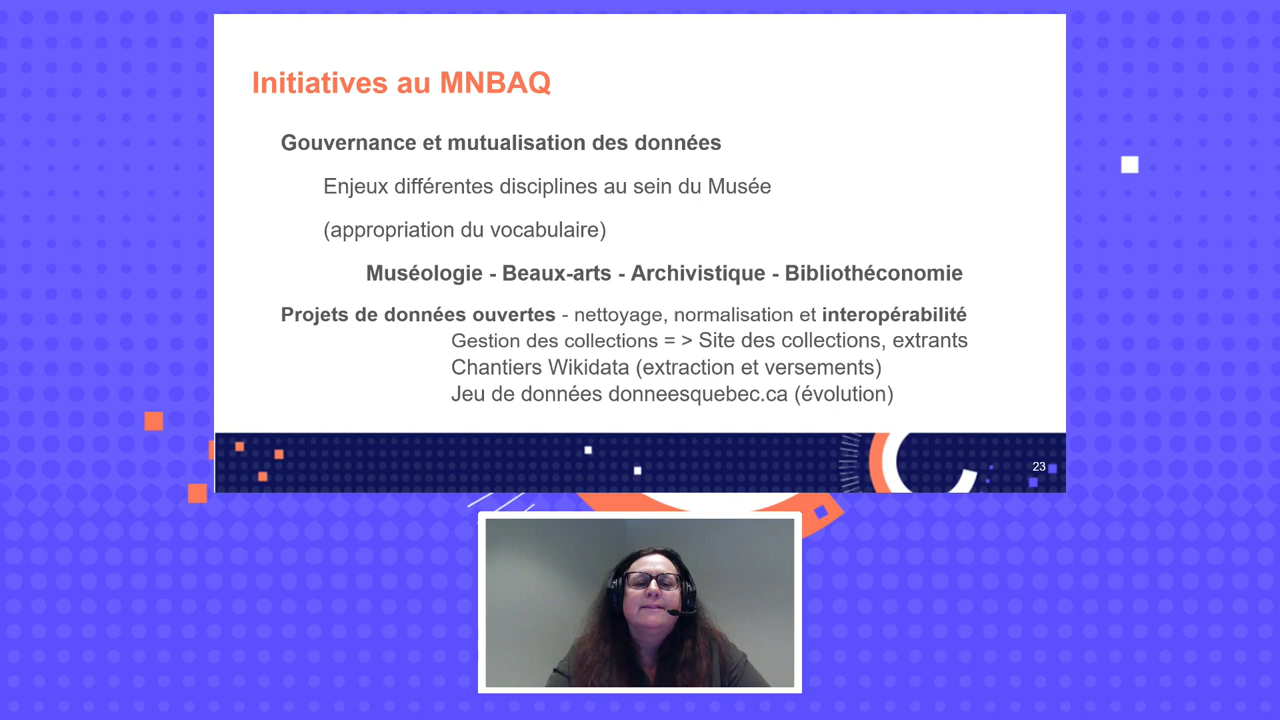 Initiatives au MNBAQ
Gouvernance et mutualisation des données
Enjeux différentes disciplines au sein du Musée
(appropriation du vocabulaire)
Muséologie - Beaux-arts - Archivistique - Bibliothéconomie
Projets de données ouvertes - nettoyage, normalisation et interopérabilité
Gestion des collections = > Site des collections, extrants
Chantiers Wikidata (extraction et versements)
Jeu de données donneesquebec.ca (évolution)
23